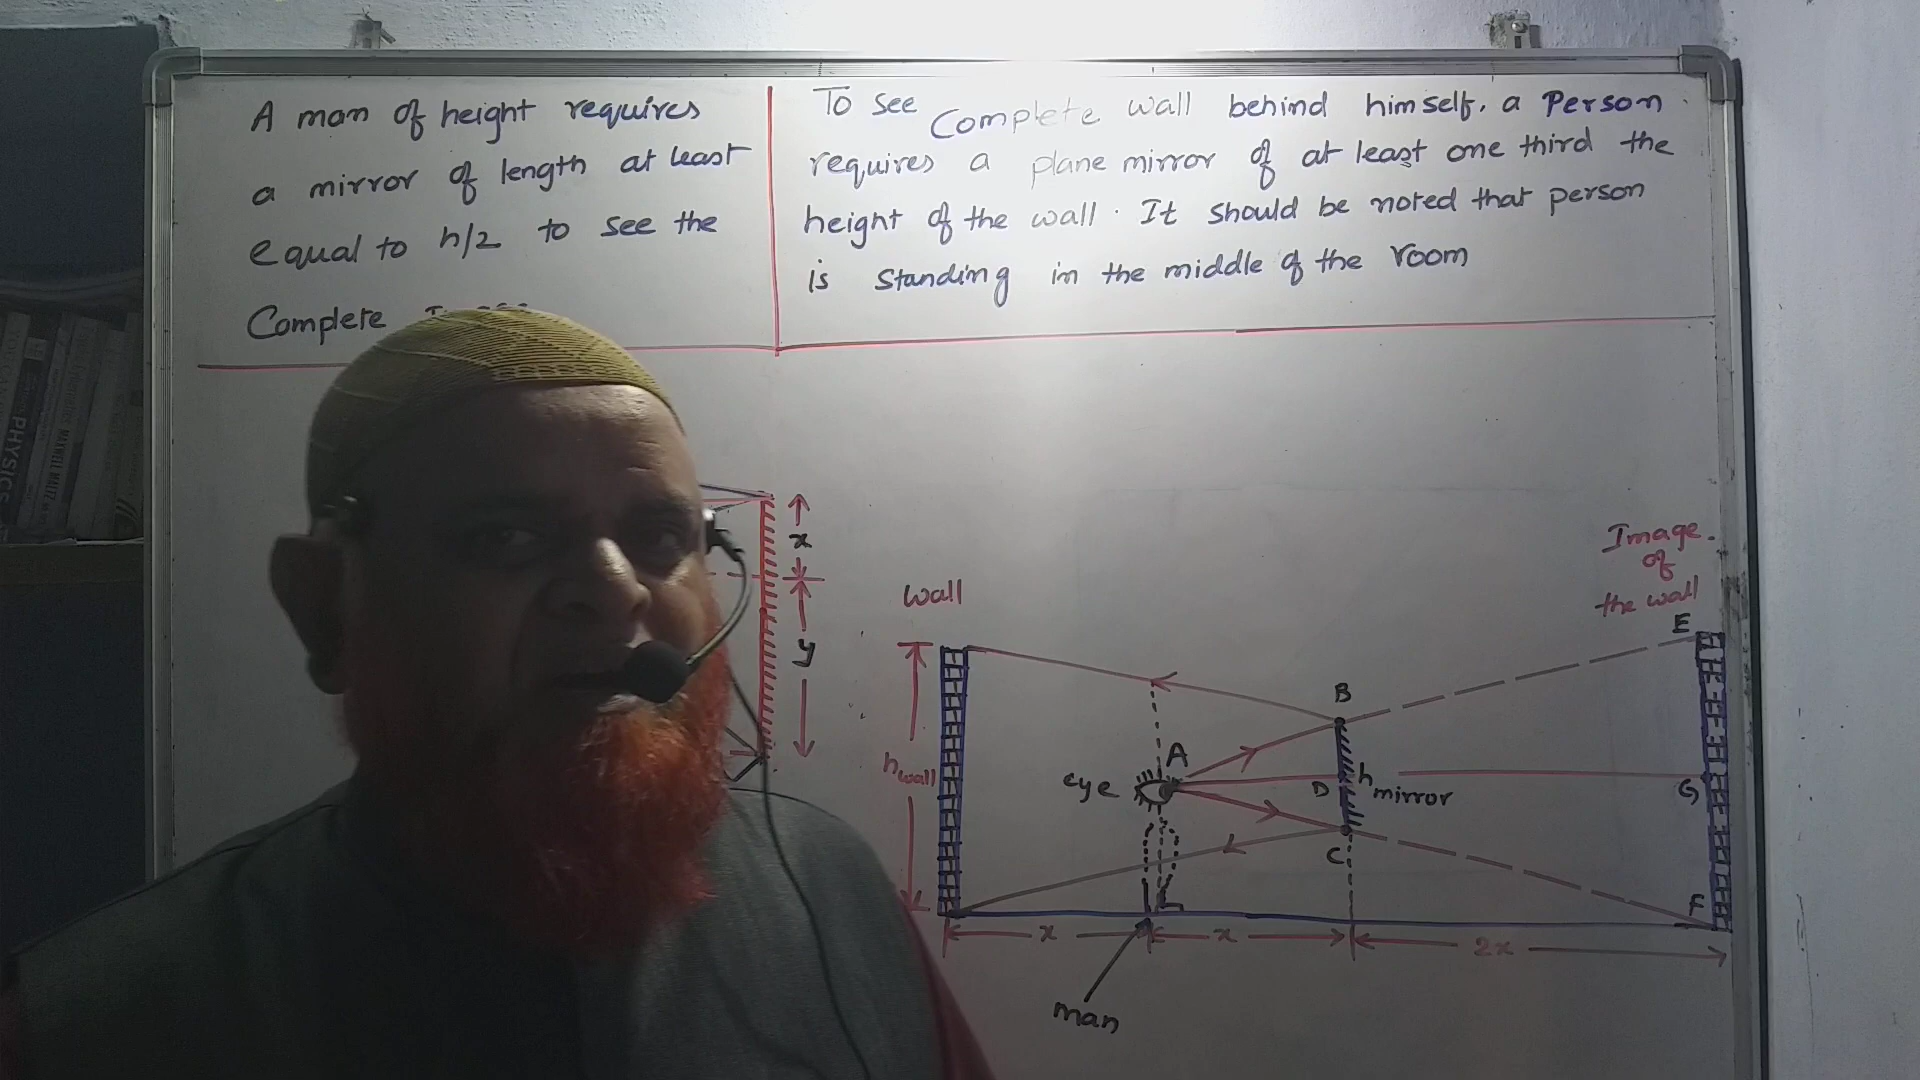 A man of height requires
a mirror of length at least
equal to h/2 to see the
Complete
To see Complete wall behind himself, a Person
requires a plane mirror of at least one third the
height of the wall. It should be noted that person
is standing in the middle of the room
x
y
wall
h wall
eye
A
B
D
h mirror
C
Image
of
the wall
E
G
F
x
x
2x
man
PHYSICS
MAXWELL MALTZ